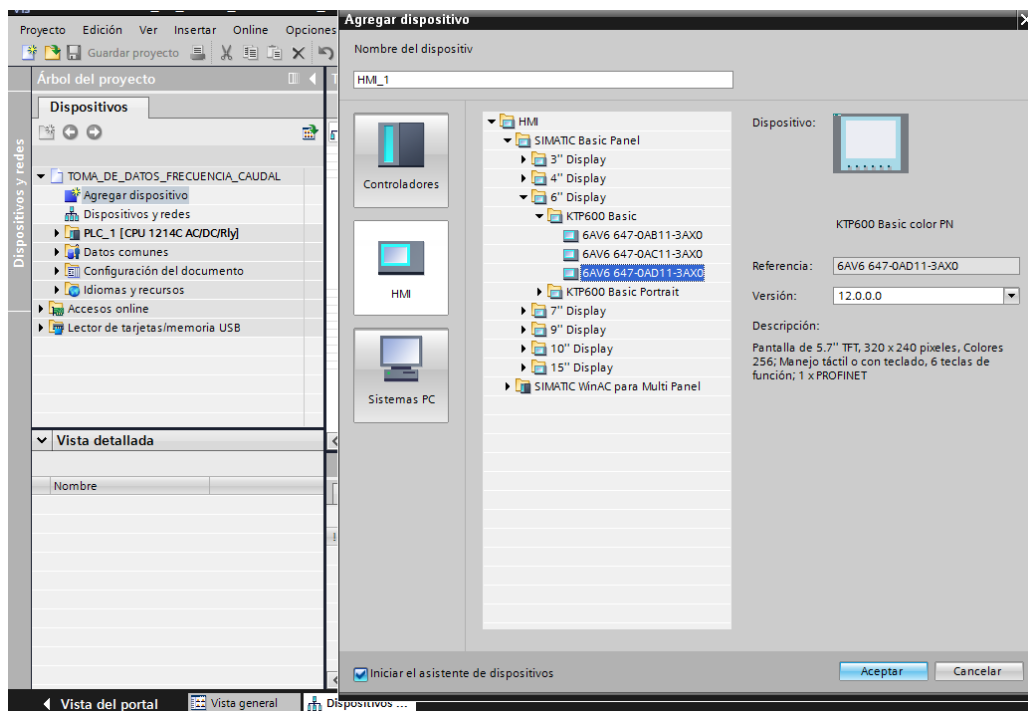 Proyecto Edición Ver Insertar Online Opciones
Guardar proyecto
Árbol del proyecto
Dispositivos
Dispositivos y redes
TOMA_DE_DATOS_FRECUENCIA_CAUDAL
Agregar dispositivo
Dispositivos y redes
PLC_1 [CPU 1214C AC/DC/Rly]
Datos comunes
Configuración del documento
Idiomas y recursos
Accesos online
Lector de tarjetas/memoria USB
Vista detallada
Nombre
Vista del portal
Vista general
Dispositivos ...
Agregar dispositivo
Nombre del dispositiv
HMI_1
Controladores
HMI
Sistemas PC
HMI
SIMATIC Basic Panel
3" Display
4" Display
6" Display
KTP600 Basic
6AV6 647-0AB11-3AX0
6AV6 647-0AC11-3AX0
6AV6 647-0AD11-3AX0
KTP600 Basic Portrait
7" Display
9" Display
10" Display
15" Display
SIMATIC WinAC para Multi Panel
Dispositivo:
KTP600 Basic color PN
Referencia: 6AV6 647-0AD11-3AX0
Versión: 12.0.0.0
Descripción:
Pantalla de 5.7" TFT, 320 x 240 pixeles, Colores
256; Manejo táctil o con teclado, 6 teclas de
función; 1 x PROFINET
Iniciar el asistente de dispositivos
Aceptar Cancelar